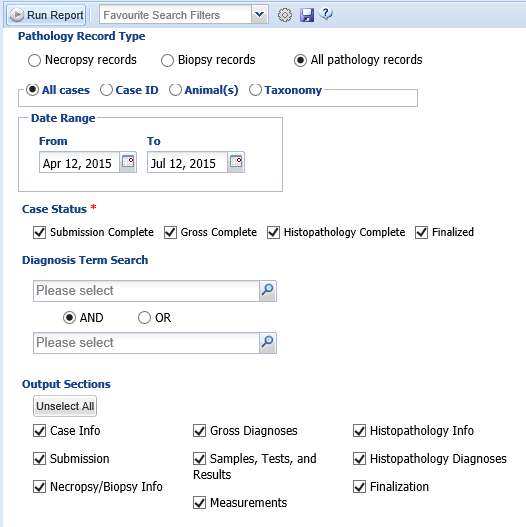 Run Report Favourite Search Filters
Pathology Record Type
Necropsy records Biopsy records All pathology records
All cases Case ID Animal(s) Taxonomy
Date Range
From To
Apr 12, 2015 Jul 12, 2015
Case Status *
Submission Complete Gross Complete Histopathology Complete Finalized
Diagnosis Term Search
Please select
AND OR
Please select
Output Sections
Unselect All
Case Info Gross Diagnoses Histopathology Info
Submission Samples, Tests, and Histopathology Diagnoses
Results
Necropsy/Biopsy Info Finalization
Measurements